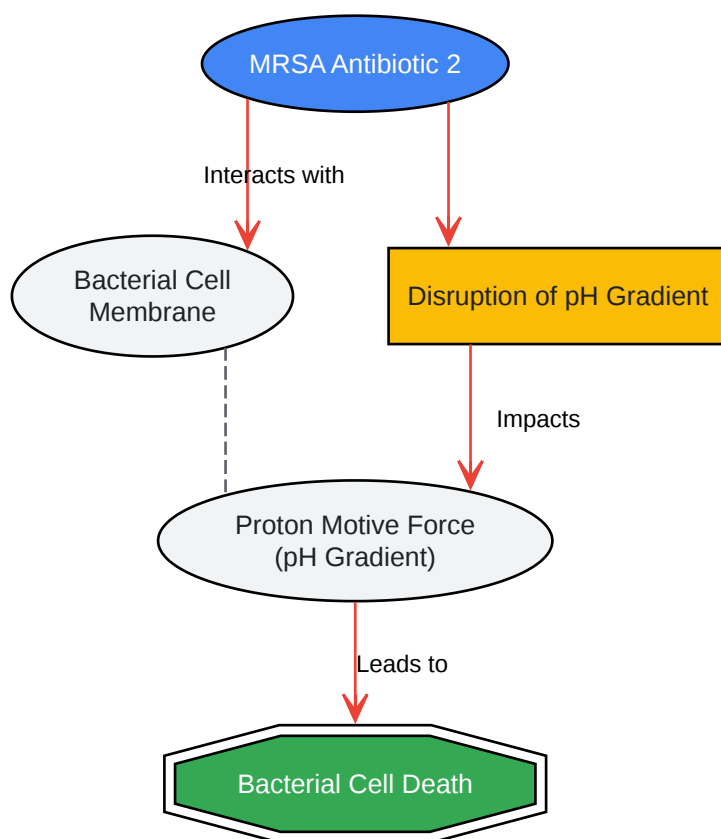 MRSA Antibiotic 2
Interacts with
Bacterial Cell
Membrane
Disruption of pH Gradient
Impacts
Proton Motive Force
(pH Gradient)
Leads to
Bacterial Cell Death